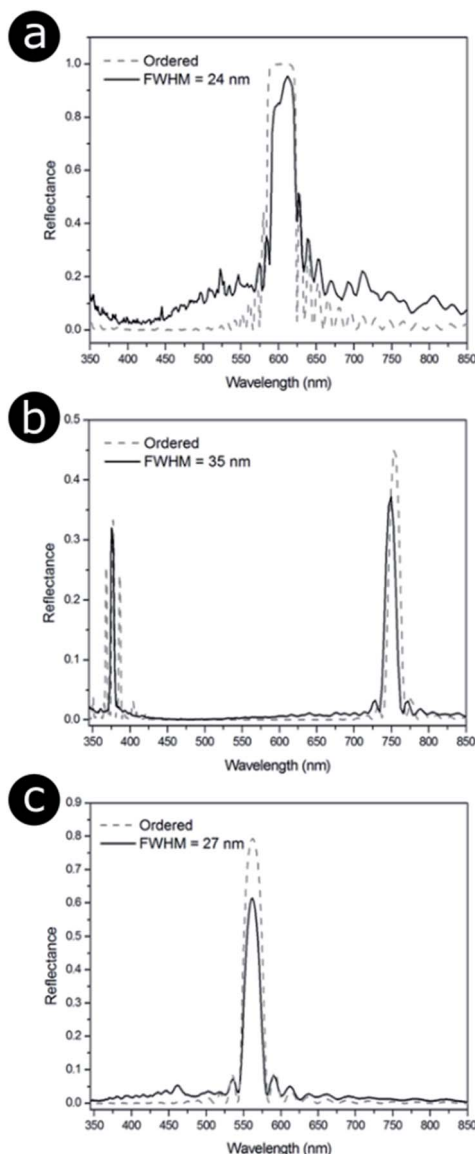 a
Ordered
FWHM = 24 nm
1.0
0.8
0.6
0.4
0.2
0.0
Reflectance
350 400 450 500 550 600 650 700 750 800 850
Wavelength (nm)
b
0.5
Ordered
FWHM = 35 nm
0.4
0.3
0.2
0.1
0.0
Reflectance
350 400 450 500 550 600 650 700 750 800 850
Wavelength (nm)
c
0.9
Ordered
FWHM = 27 nm
0.8
0.7
0.6
0.5
0.4
0.3
0.2
0.1
0.0
Reflectance
350 400 450 500 550 600 650 700 750 800 850
Wavelength (nm)